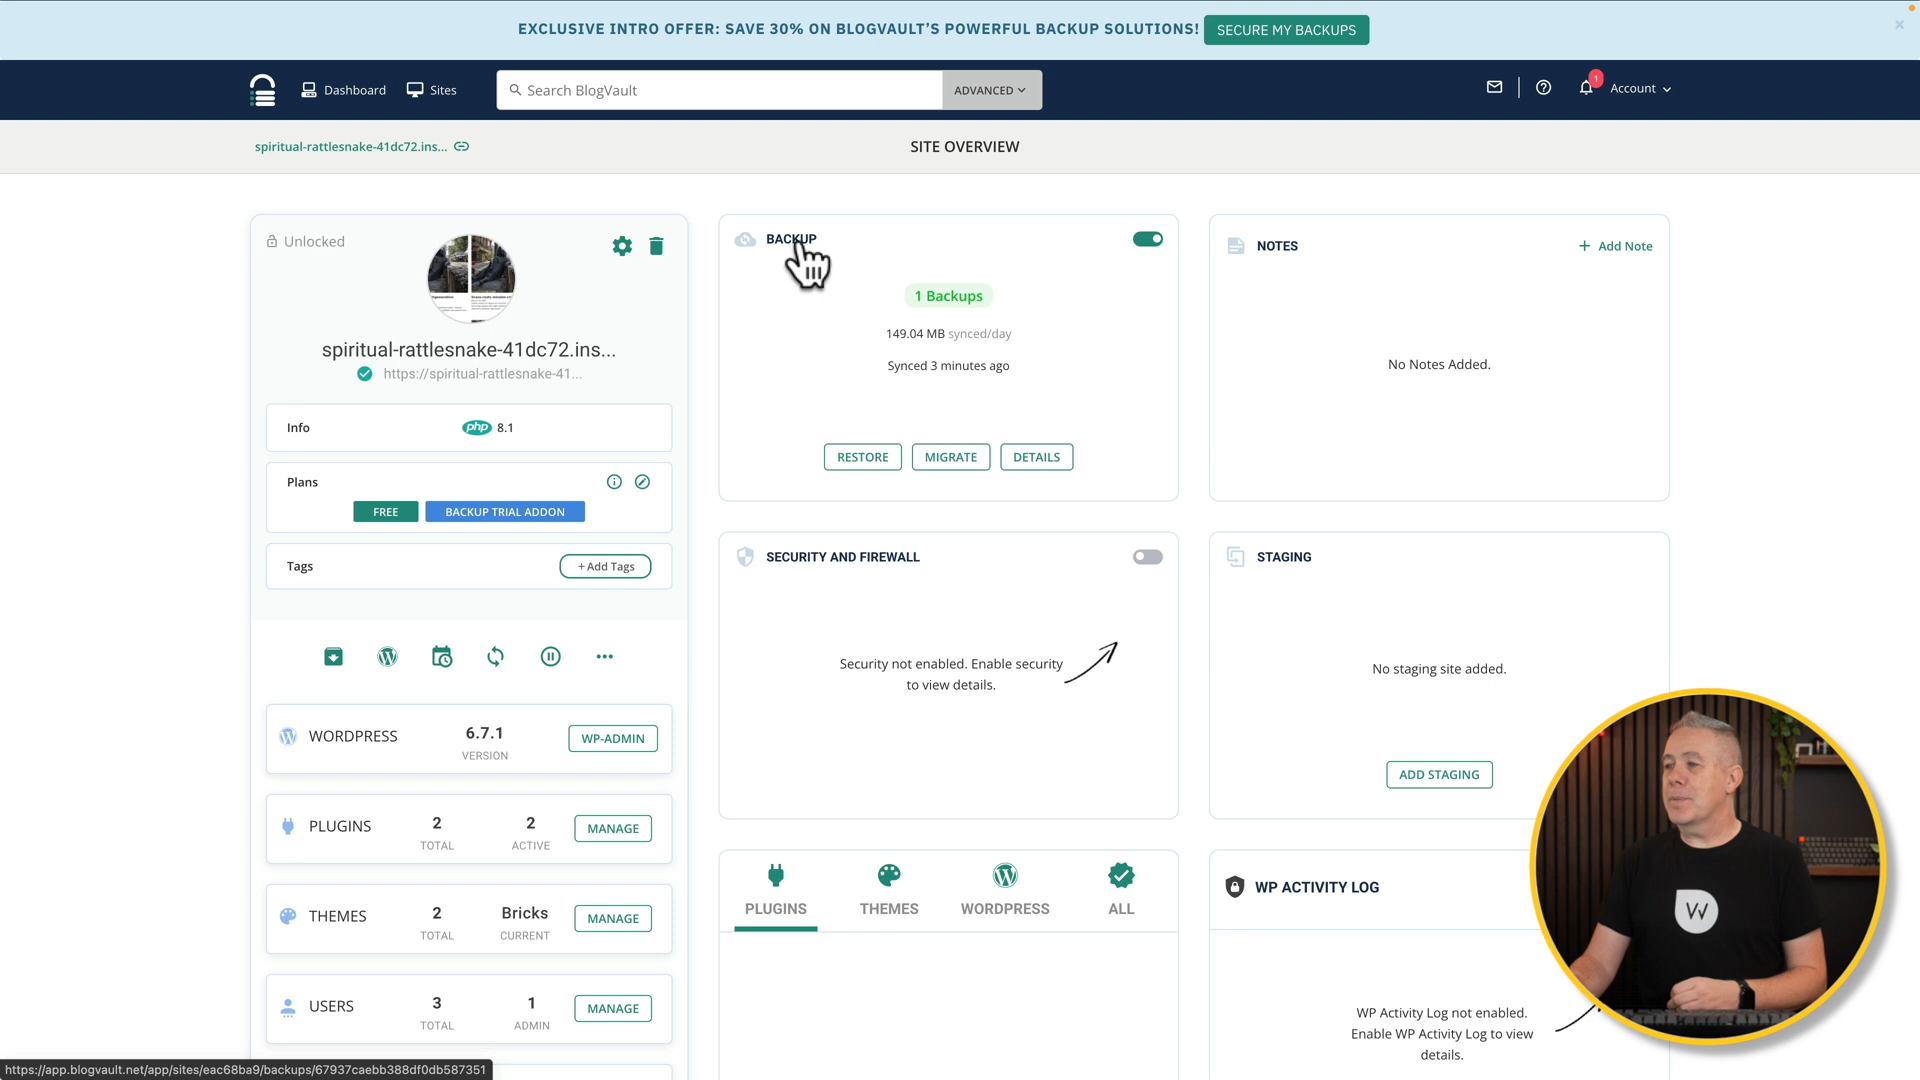 EXCLUSIVE INTRO OFFER: SAVE 30% ON BLOGVAULT'S POWERFUL BACKUP SOLUTIONS! SECURE MY BACKUPS
Dashboard Sites Search BlogVault ADVANCED 1 Account
spiritual-rattlesnake-41dc72.ins... SITE OVERVIEW
Unlocked
spiritual-rattlesnake-41dc72.ins...
https://spiritual-rattlesnake-41...
Info php 8.1
Plans
FREE BACKUP TRIAL ADDON
Tags + Add Tags
WORDPRESS 6.7.1 VERSION WP-ADMIN
PLUGINS 2 TOTAL 2 ACTIVE MANAGE
THEMES 2 TOTAL Bricks CURRENT MANAGE
USERS 3 TOTAL 1 ADMIN MANAGE
BACKUP
1 Backups
149.04 MB synced/day
Synced 3 minutes ago
RESTORE MIGRATE DETAILS
NOTES + Add Note
No Notes Added.
SECURITY AND FIREWALL
Security not enabled. Enable security
to view details.
STAGING
No staging site added.
ADD STAGING
PLUGINS THEMES WORDPRESS ALL
WP ACTIVITY LOG
WP Activity Log not enabled.
Enable WP Activity Log to view
details.
W
https://app.blogvault.net/app/sites/eac68ba9/backups/67937caebb388df0db587351